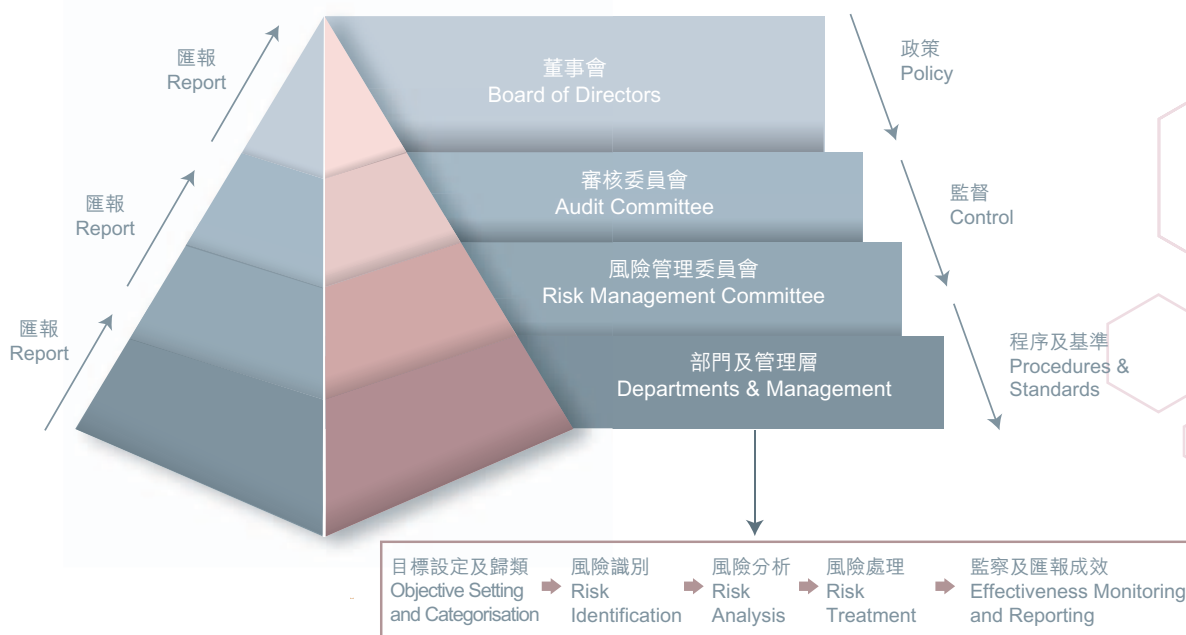 匯報
Report
董事會
Board of Directors
政策
Policy
匯報
Report
審核委員會
Audit Committee
監督
Control
匯報
Report
風險管理委員會
Risk Management Committee
程序及基準
Procedures &
Standards
部門及管理層
Departments & Management
目標設定及歸類
Objective Setting
and Categorisation
風險識別
Risk
Identification
風險分析
Risk
Analysis
風險處理
Risk
Treatment
監察及匯報成效
Effectiveness Monitoring
and Reporting